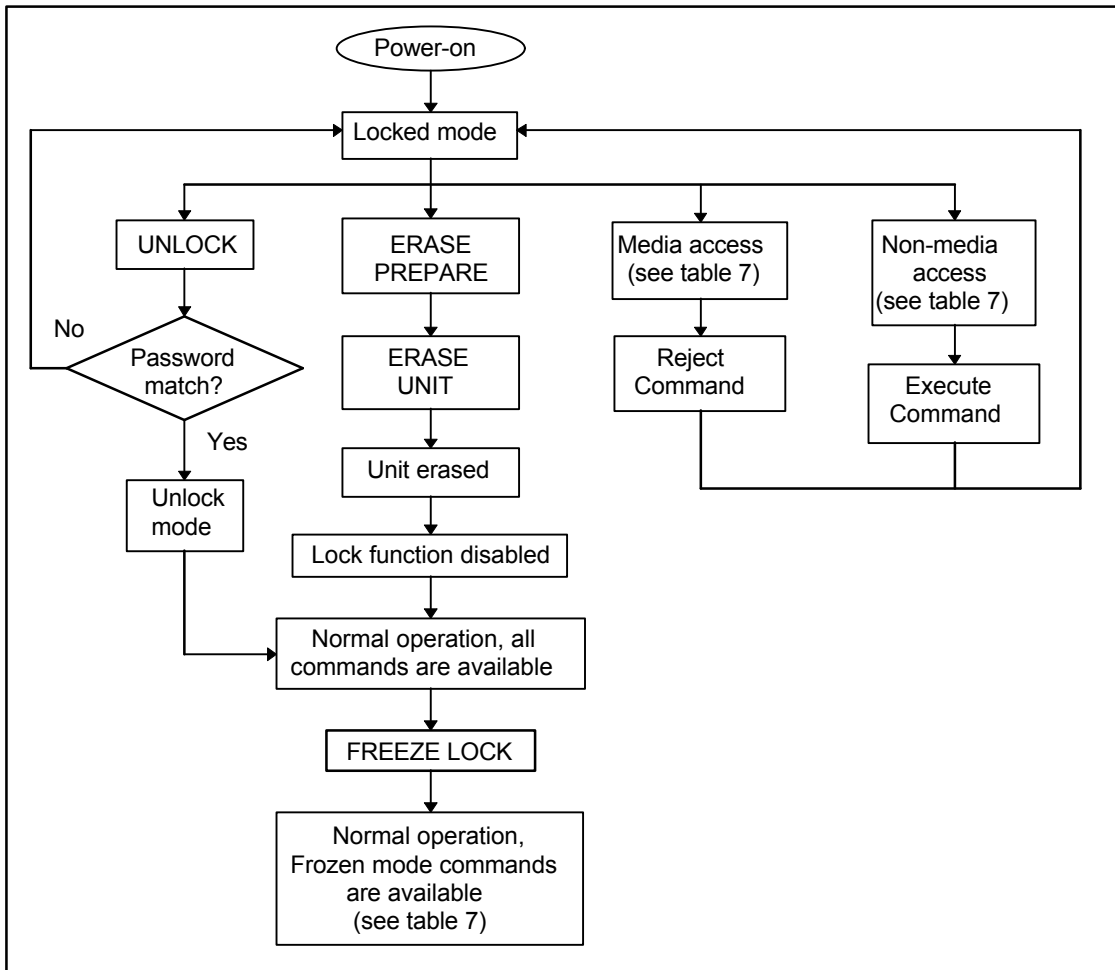 Power-on
Locked mode
UNLOCK
ERASE
PREPARE
Media access
(see table 7)
Non-media
access
(see table 7)
No
Password
match?
ERASE
UNIT
Reject
Command
Execute
Command
Yes
Unlock
mode
Unit erased
Lock function disabled
Normal operation, all
commands are available
FREEZE LOCK
Normal operation,
Frozen mode commands
are available
(see table 7)